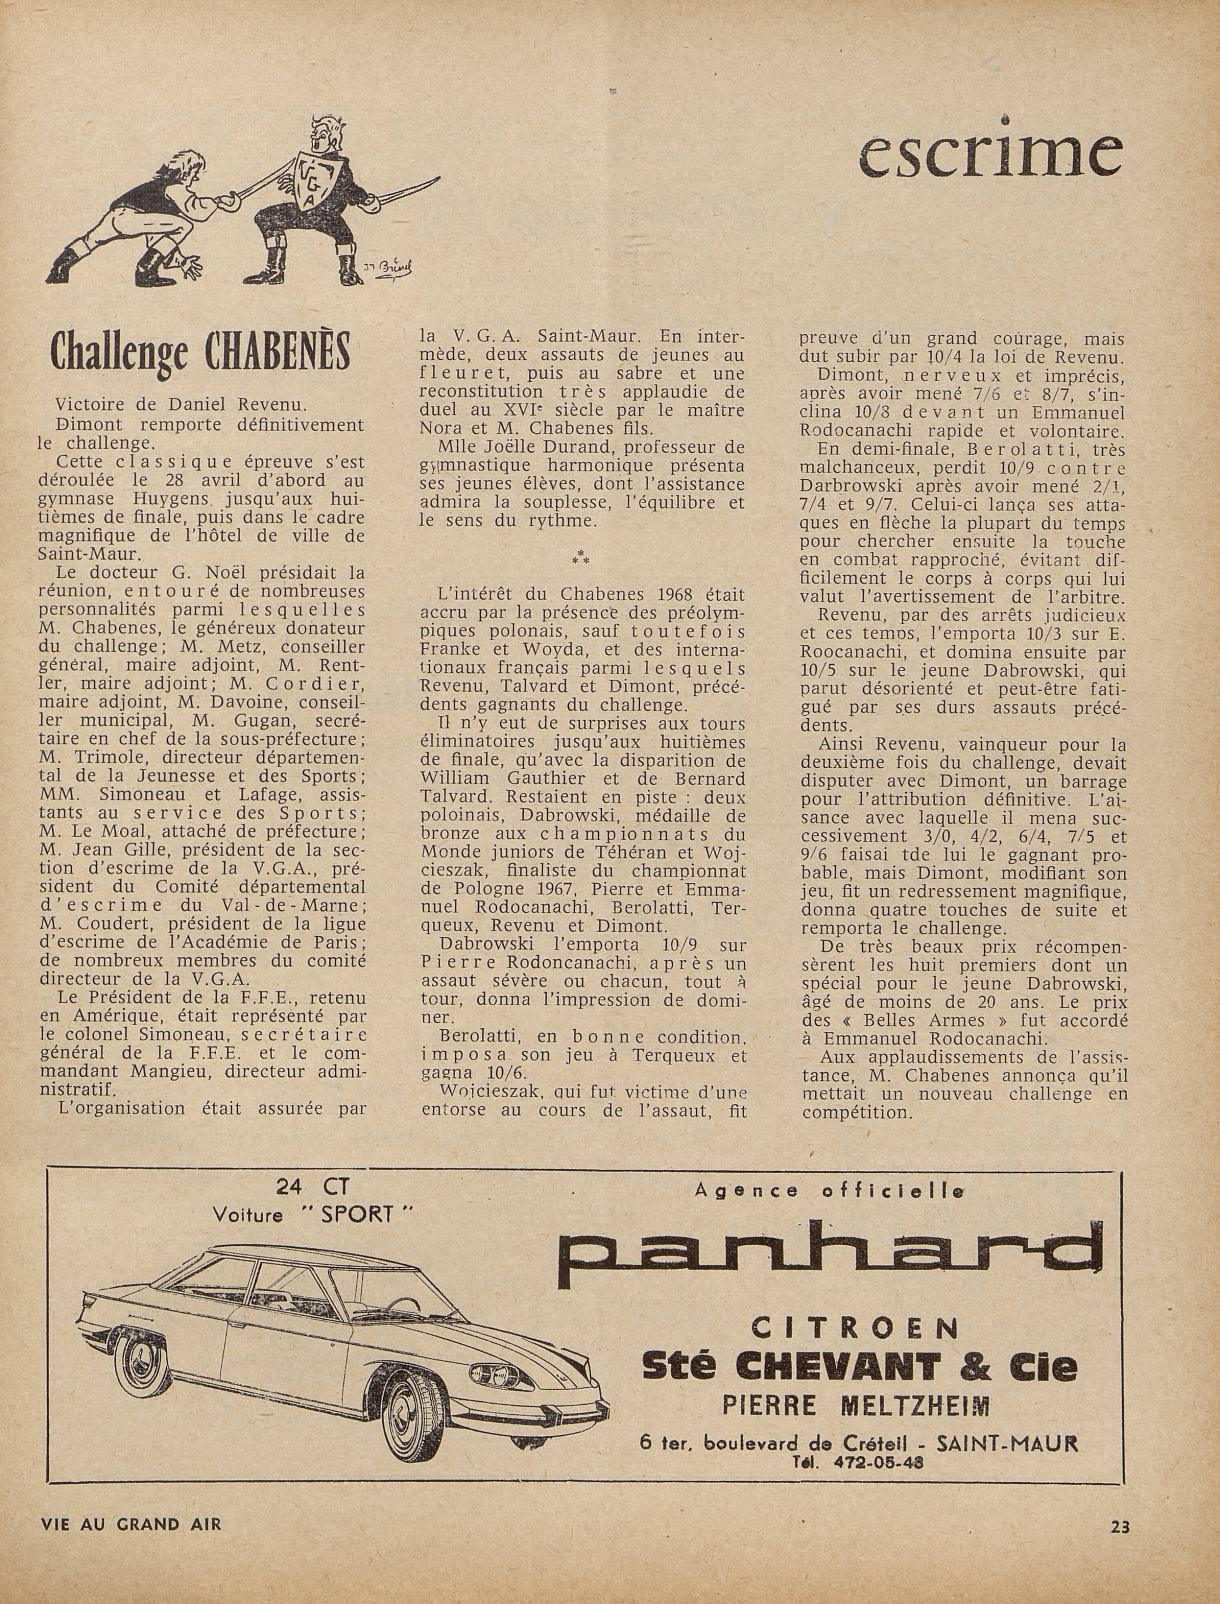 escrime
VGA
Challenge CHABENÈS
Victoire de Daniel Revenu.
Dimont remporte définitivement
le challenge.
Cette classique épreuve s'est
déroulée le 28 avril d'abord au
gymnase Huygens jusqu'aux hui-
tièmes de finale, puis dans le cadre
magnifique de l'hôtel de ville de
Saint-Maur.
Le docteur G. Noël présidait la
réunion, entouré de nombreuses
personnalités parmi lesquelles
M. Chabenes, le généreux donateur
du challenge; M. Metz, conseiller
général, maire adjoint, M. Rent-
ler, maire adjoint; M. Cordier,
maire adjoint, M. Davoine, conseil-
ler municipal, M. Gugan, secré-
taire en chef de la sous-préfecture;
M. Trimole, directeur départemen-
tal de la Jeunesse et des Sports;
MM. Simoneau et Lafage, assis-
tants au service des Sports;
M. Le Moal, attaché de préfecture;
M. Jean Gille, président de la sec-
tion d'escrime de la V.G.A., pré-
sident du Comité départemental
d'escrime du Val-de-Marne;
M. Coudert, président de la ligue
d'escrime de l'Académie de Paris;
de nombreux membres du comité
directeur de la V.G.A.
Le Président de la F.F.E., retenu
en Amérique, était représenté par
le colonel Simoneau, secrétaire
général de la F.F.E. et le com-
mandant Mangieu, directeur admi-
nistratif.
L'organisation était assurée par
la V.G.A. Saint-Maur. En inter-
mède, deux assauts de jeunes au
fleuret, puis au sabre et une
reconstitution très applaudie de
duel au XVIe siècle par le maître
Nora et M. Chabenes fils.
Mlle Joëlle Durand, professeur de
gymnastique harmonique présenta
ses jeunes élèves, dont l'assistance
admira la souplesse, l'équilibre et
le sens du rythme.
***
L'intérêt du Chabenes 1968 était
accru par la présence des préolym-
piques polonais, sauf toutefois
Franke et Woyda, et des interna-
tionaux français parmi lesquels
Revenu, Talvard et Dimont, précé-
dents gagnants du challenge.
Il n'y eut de surprises aux tours
éliminatoires jusqu'aux huitièmes
de finale, qu'avec la disparition de
William Gauthier et de Bernard
Talvard. Restaient en piste : deux
poloinais, Dabrowski, médaille de
bronze aux championnats du
Monde juniors de Téhéran et Woj-
cieszak, finaliste du championnat
de Pologne 1967, Pierre et Emma-
nuel Rodocanachi, Berolatti, Ter-
queux, Revenu et Dimont.
Dabrowski l'emporta 10/9 sur
Pierre Rodoncanachi, après un
assaut sévère ou chacun, tout à
tour, donna l'impression de domi-
ner.
Berolatti, en bonne condition,
imposa son jeu à Terqueux et
gagna 10/6.
Wojcieszak, qui fut victime d'une
entorse au cours de l'assaut, fit
preuve d'un grand courage, mais
dut subir par 10/4 la loi de Revenu.
Dimont, nerveux et imprécis,
après avoir mené 7/6 et 8/7, s'in-
clina 10/8 devant un Emmanuel
Rodocanachi rapide et volontaire.
En demi-finale, Berolatti, très
malchanceux, perdit 10/9 contre
Darbrowski après avoir mené 2/1,
7/4 et 9/7. Celui-ci lança ses atta-
ques en flèche la plupart du temps
pour chercher ensuite la touche
en combat rapproché, évitant dif-
ficilement le corps à corps qui lui
valut l'avertissement de l'arbitre.
Revenu, par des arrêts judicieux
et ces temps, l'emporta 10/3 sur E.
Roocanachi, et domina ensuite par
10/5 sur le jeune Dabrowski, qui
parut désorienté et peut-être fati-
gué par ses durs assauts précé-
dents.
Ainsi Revenu, vainqueur pour la
deuxième fois du challenge, devait
disputer avec Dimont, un barrage
pour l'attribution définitive. L'ai-
sance avec laquelle il mena suc-
cessivement 3/0, 4/2, 6/4, 7/5 et
9/6 faisai tde lui le gagnant pro-
bable, mais Dimont, modifiant son
jeu, fit un redressement magnifique,
donna quatre touches de suite et
remporta le challenge.
De très beaux prix récompen-
sèrent les huit premiers dont un
spécial pour le jeune Dabrowski,
âgé de moins de 20 ans. Le prix
des « Belles Armes » fut accordé
à Emmanuel Rodocanachi.
Aux applaudissements de l'assis-
tance, M. Chabenes annonça qu'il
mettait un nouveau challenge en
compétition.
24 CT
Voiture "SPORT"
Agence officielle
panhard
CITROEN
Sté CHEVANT & Cie
PIERRE MELTZHEIM
6 ter, boulevard de Créteil - SAINT-MAUR
Tél. 472-05-43
VIE AU GRAND AIR
23